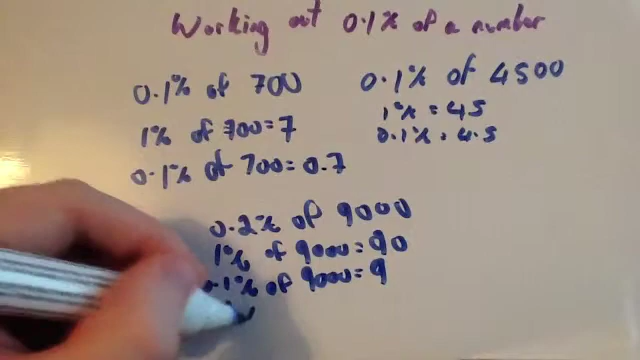 Working out 0.1% of a number
0.1% of 700
1% of 700=7
0.1% of 700=0.7
0.1% of 4500
1% = 45
0.1% = 4.5
0.2% of 9000
1% of 9000=90
0.1% of 9000=9